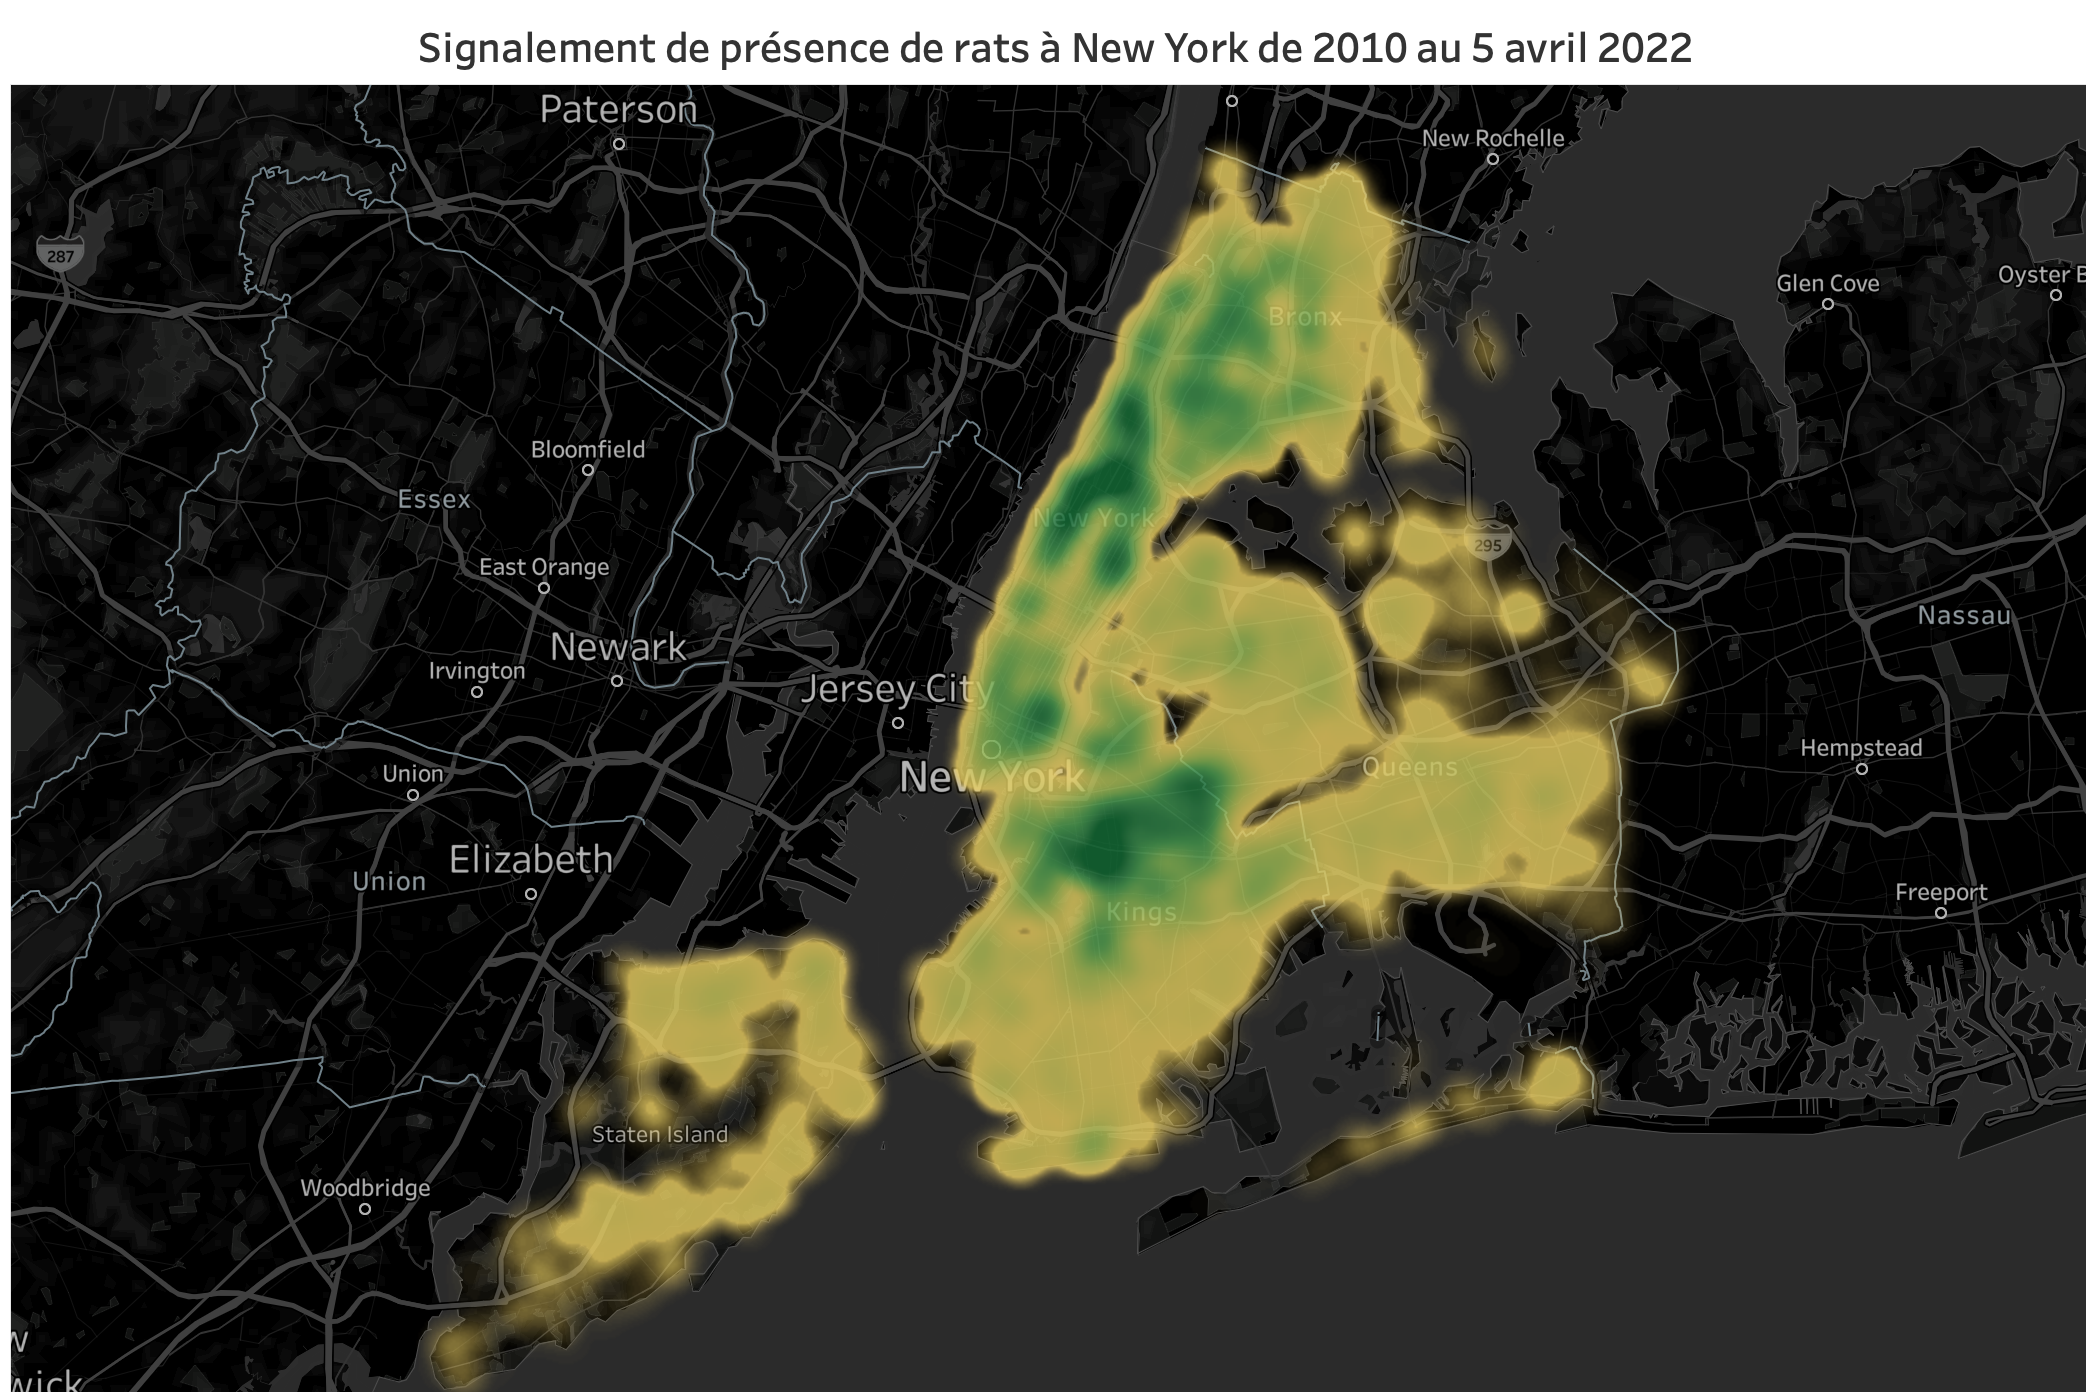 Signalement de présence de rats à New York de 2010 au 5 avril 2022
Paterson
New Rochelle
287
Glen Cove
Oyster B
Bronx
Bloomfield
Essex
New York
295
East Orange
Nassau
Newark
Irvington
Jersey City
Hempstead
Union
New York
Queens
Elizabeth
Union
Freeport
Kings
Staten Island
Woodbridge
w
wick